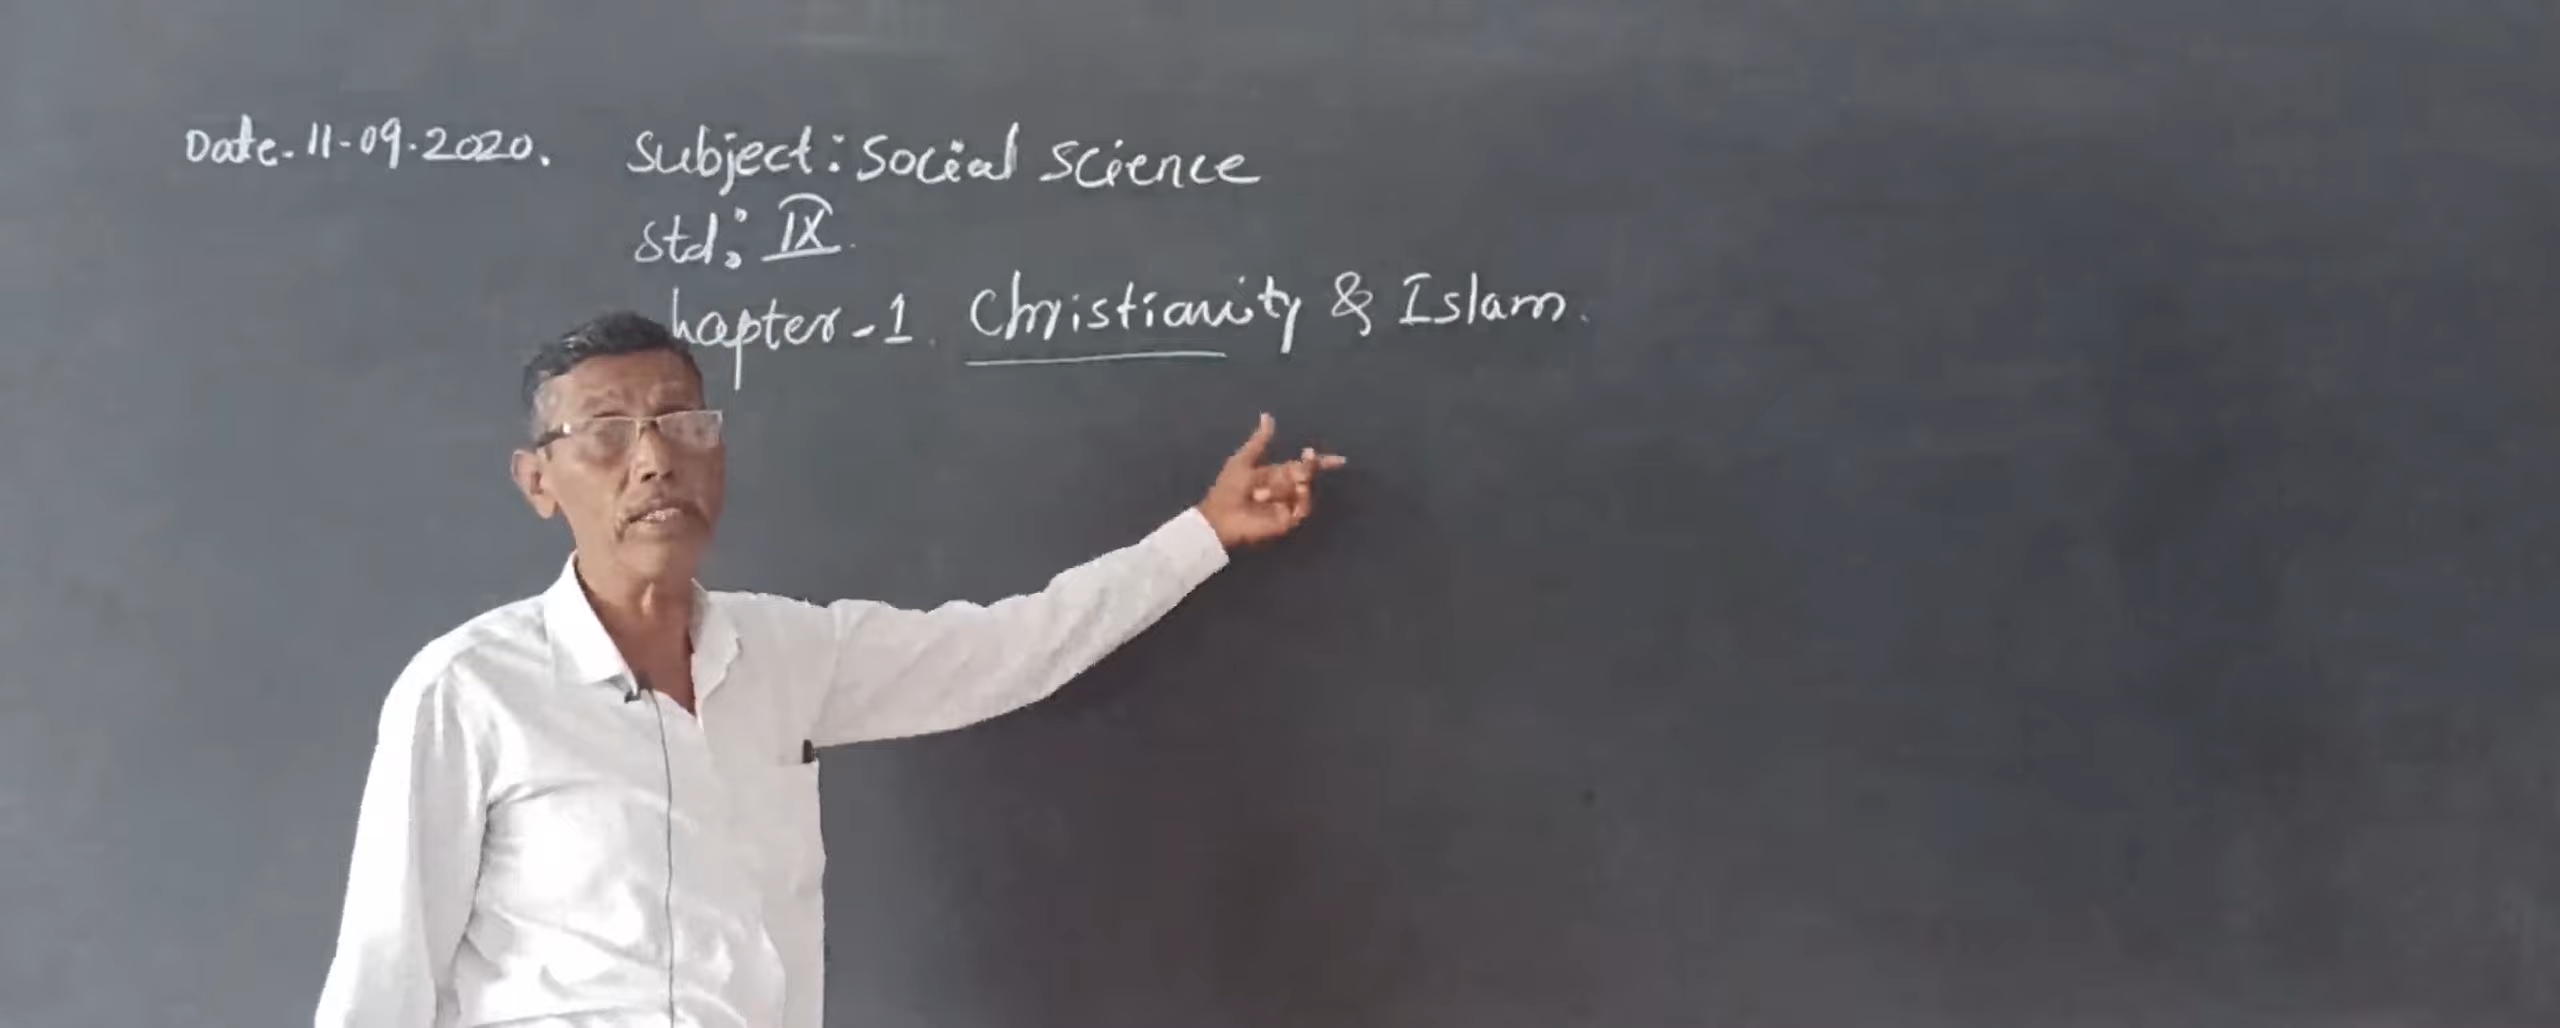 Date. 11-09-2020. Subject: Social Science
Std: IX.
hapter-1. Christianity & Islam.